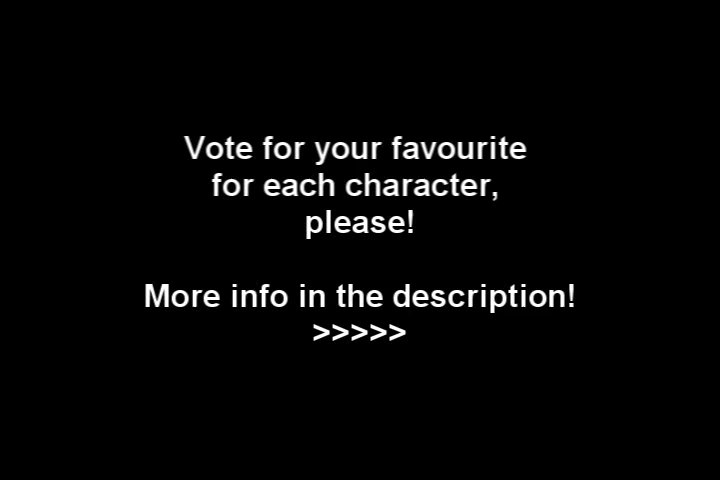 Vote for your favourite
for each character,
please!
More info in the description!
>>>>>